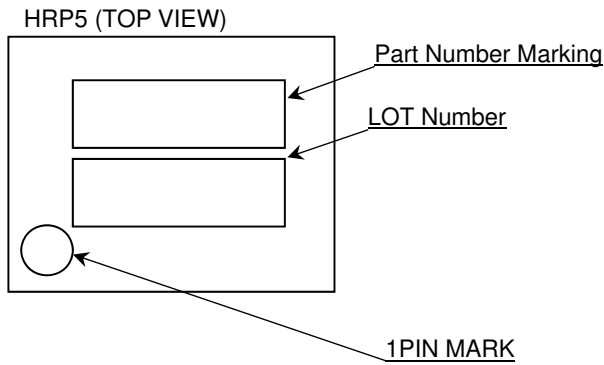 HRP5 (TOP VIEW)
Part Number Marking
LOT Number
1PIN MARK